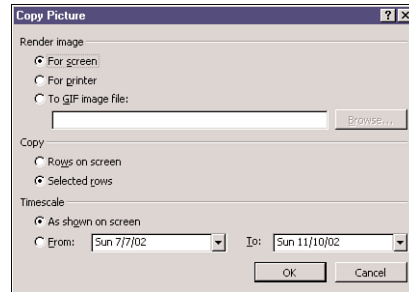 Copy Picture
Render image
For screen
For printer
To GIF image file:
Browse...
Copy
Rows on screen
Selected rows
Timescale
As shown on screen
From: Sun 7/7/02 To: Sun 11/10/02
OK Cancel